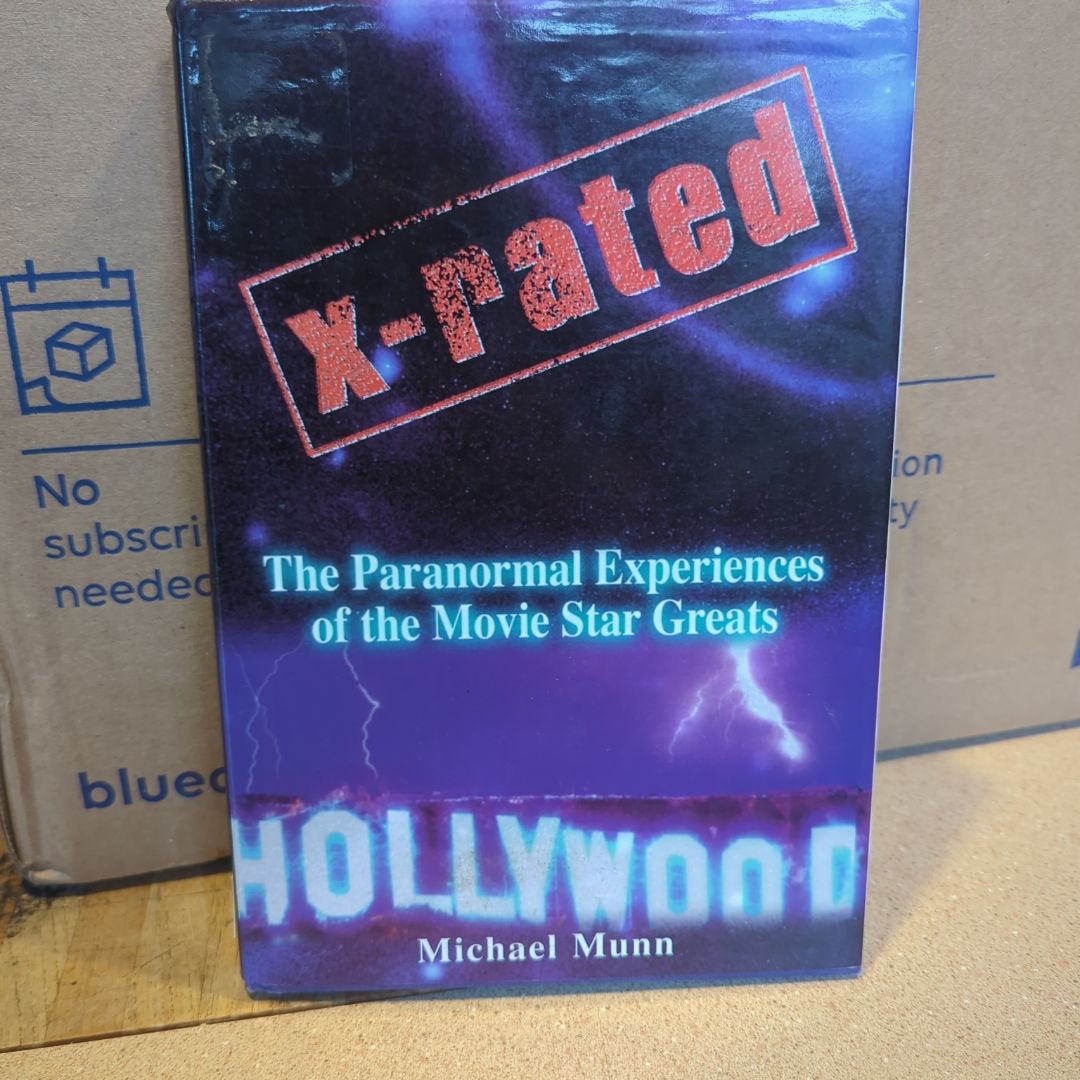 x-rated
The Paranormal Experiences
of the Movie Star Greats
HOLLYWOOD
Michael Munn
No
subscri
needed
blue
ion
ty